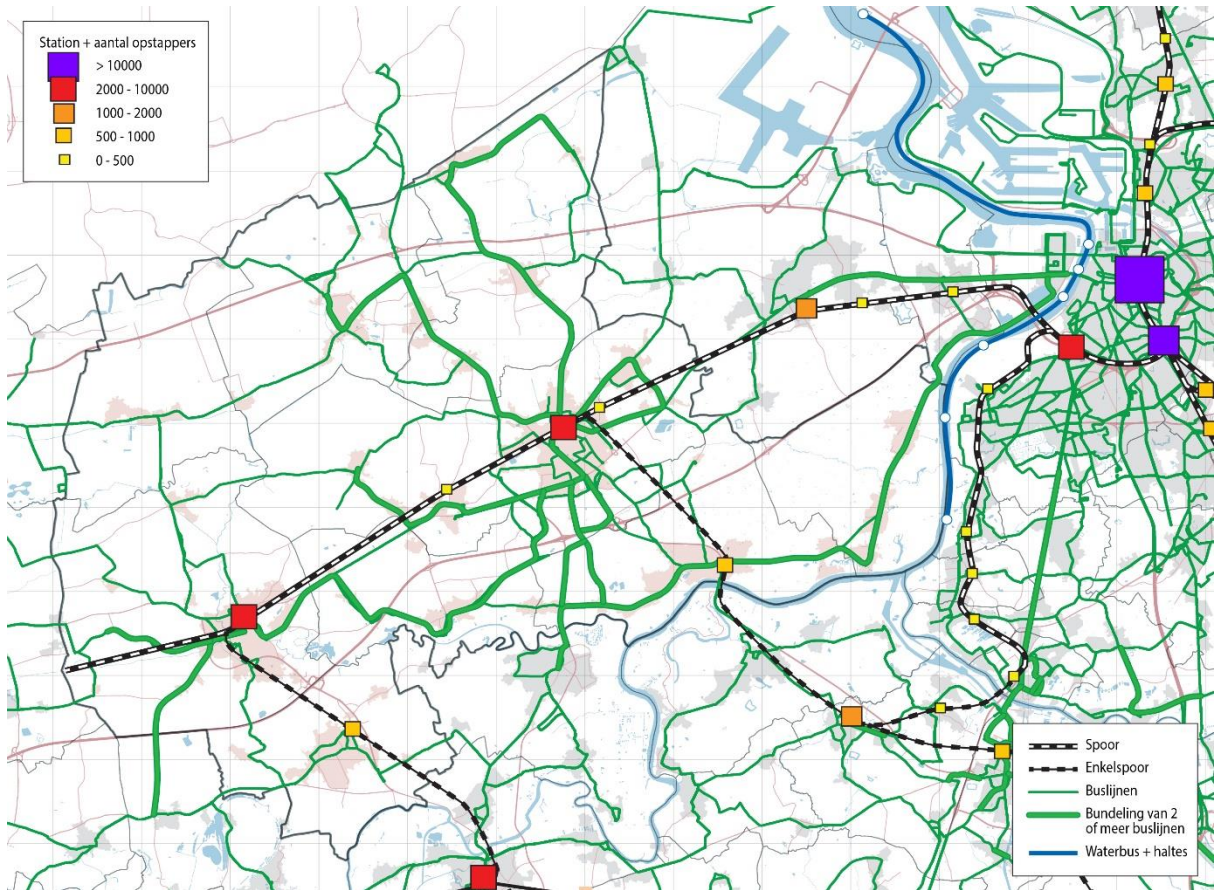 Station + aantal opstappers
> 10000
2000 - 10000
1000 - 2000
500 - 1000
0 - 500
Spoor
Enkelspoor
Buslijnen
Bundeling van 2
of meer buslijnen
Waterbus + haltes